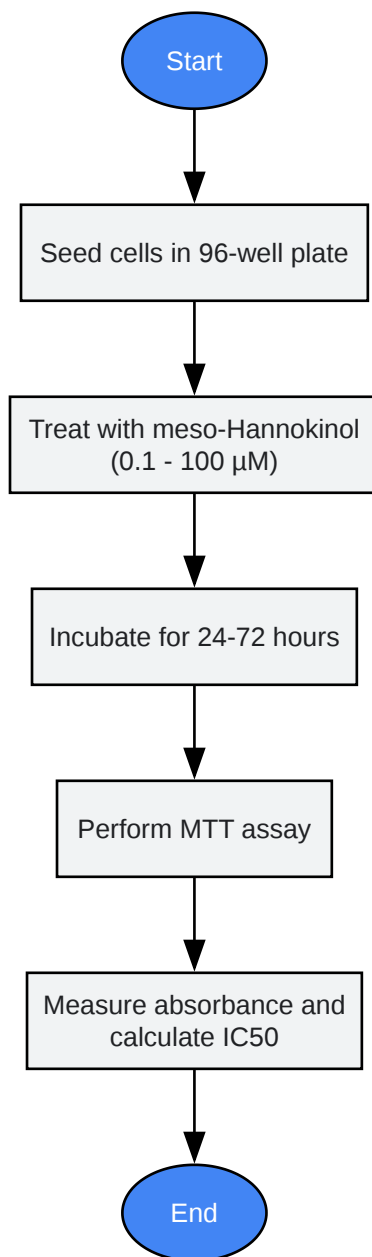 Start
Seed cells in 96-well plate
Treat with meso-Hannokinol
(0.1 - 100 µM)
Incubate for 24-72 hours
Perform MTT assay
Measure absorbance and
calculate IC50
End